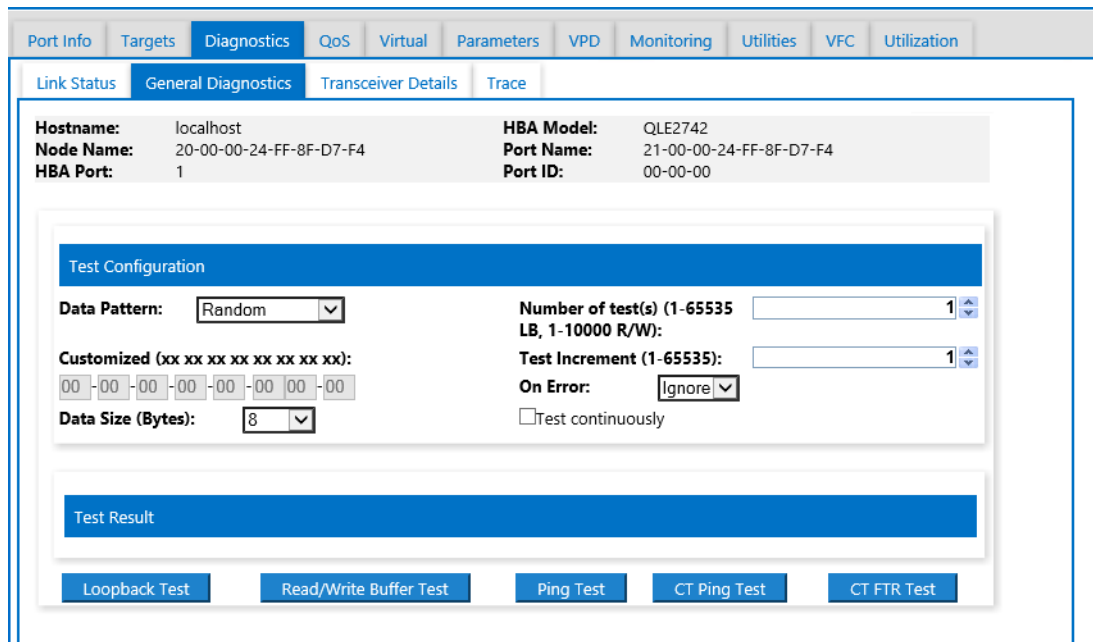 Port Info Targets Diagnostics QoS Virtual Parameters VPD Monitoring Utilities VFC Utilization
Link Status General Diagnostics Transceiver Details Trace
Hostname: localhost HBA Model: QLE2742
Node Name: 20-00-00-24-FF-8F-D7-F4 Port Name: 21-00-00-24-FF-8F-D7-F4
HBA Port: 1 Port ID: 00-00-00
Test Configuration
Data Pattern: Random Number of test(s) (1-65535 1
LB, 1-10000 R/W):
Customized (xx xx xx xx xx xx xx xx): Test Increment (1-65535): 1
00 -00 -00 -00 -00 -00 00 -00 On Error: Ignore
Data Size (Bytes): 8 Test continuously
Test Result
Loopback Test Read/Write Buffer Test Ping Test CT Ping Test CT FTR Test